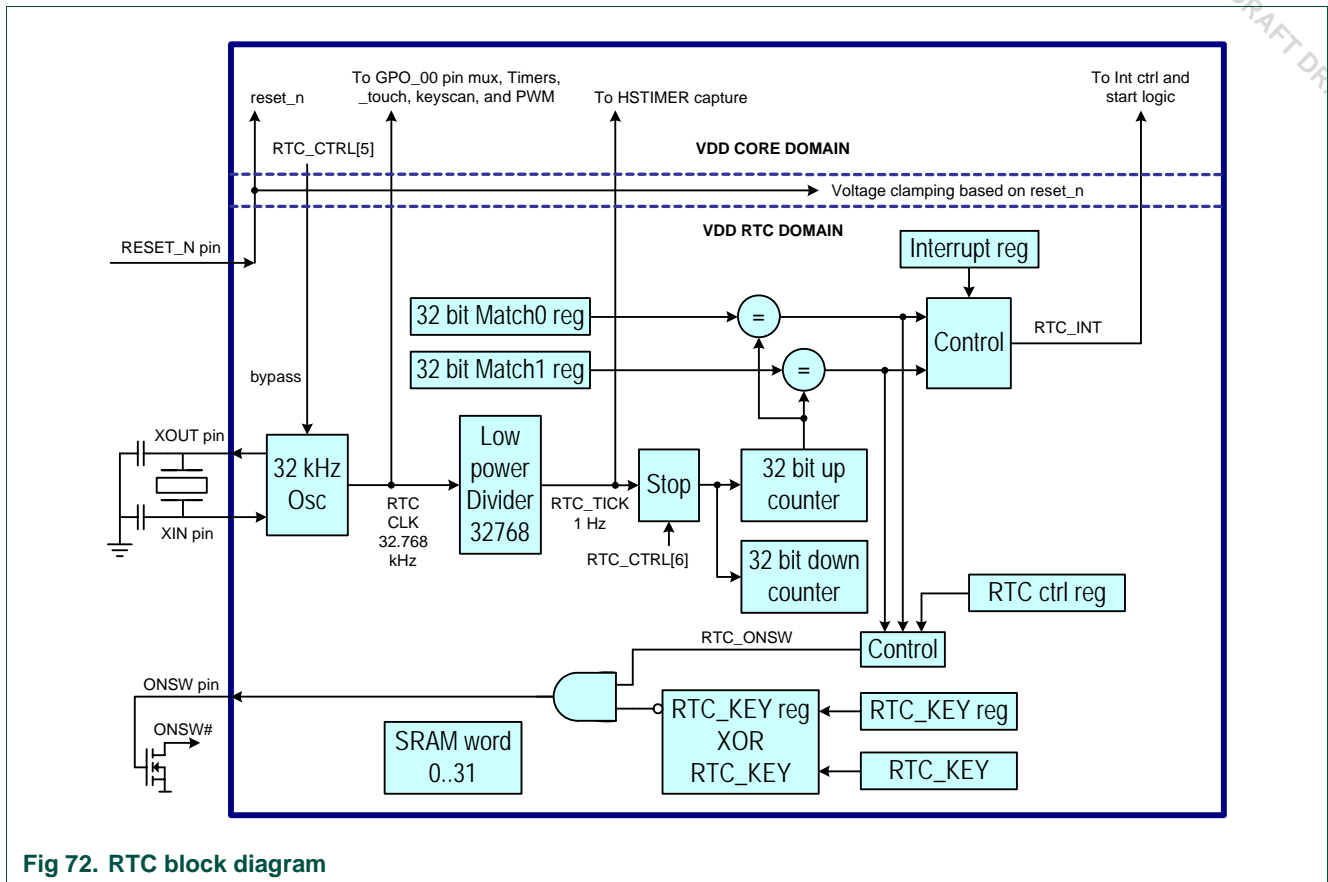 DRAFT DRA
To GPO_00 pin mux, Timers,
_touch, keyscan, and PWM
To Int ctrl and
start logic
reset_n
To HSTIMER capture
RTC_CTRL[5]
VDD CORE DOMAIN
Voltage clamping based on reset_n
VDD RTC DOMAIN
RESET_N pin
Interrupt reg
32 bit Match0 reg
=
Control
RTC_INT
32 bit Match1 reg
=
bypass
XOUT pin
32 kHz
Osc
XIN pin
RTC
CLK
32.768
kHz
Low
power
Divider
32768
RTC_TICK
1 Hz
Stop
RTC_CTRL[6]
32 bit up
counter
32 bit down
counter
RTC ctrl reg
RTC_ONSW
Control
ONSW pin
ONSW#
SRAM word
0..31
RTC_KEY reg
XOR
RTC_KEY
RTC_KEY reg
RTC_KEY
Fig 72. RTC block diagram